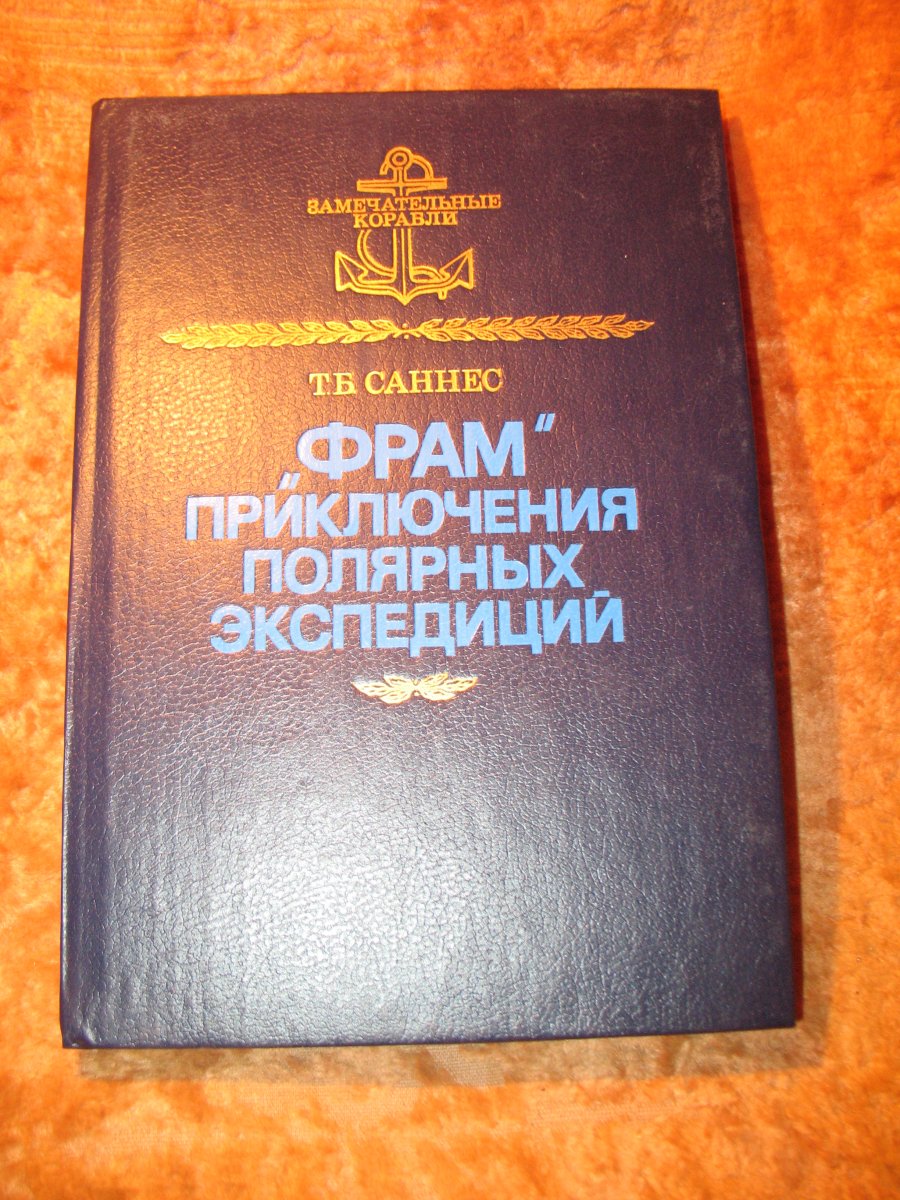 ЗАМЕЧАТЕЛЬНЫЕ
КОРАБЛИ
Т.Б. САННЕС
„ФРАМ“
ПРИКЛЮЧЕНИЯ
ПОЛЯРНЫХ
ЭКСПЕДИЦИЙ